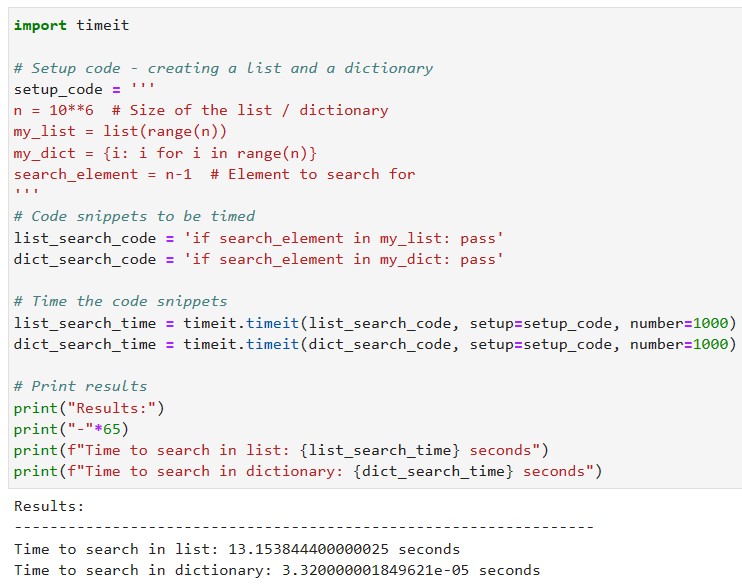 import timeit
# Setup code - creating a list and a dictionary
setup_code = '''
n = 10**6  # Size of the list / dictionary
my_list = list(range(n))
my_dict = {i: i for i in range(n)}
search_element = n-1  # Element to search for
'''
# Code snippets to be timed
list_search_code = 'if search_element in my_list: pass'
dict_search_code = 'if search_element in my_dict: pass'
# Time the code snippets
list_search_time = timeit.timeit(list_search_code, setup=setup_code, number=1000)
dict_search_time = timeit.timeit(dict_search_code, setup=setup_code, number=1000)
# Print results
print("Results:")
print("-"*65)
print(f"Time to search in list: {list_search_time} seconds")
print(f"Time to search in dictionary: {dict_search_time} seconds")
Results:
-----------------------------------------------------------------
Time to search in list: 13.153844400000025 seconds
Time to search in dictionary: 3.320000001849621e-05 seconds